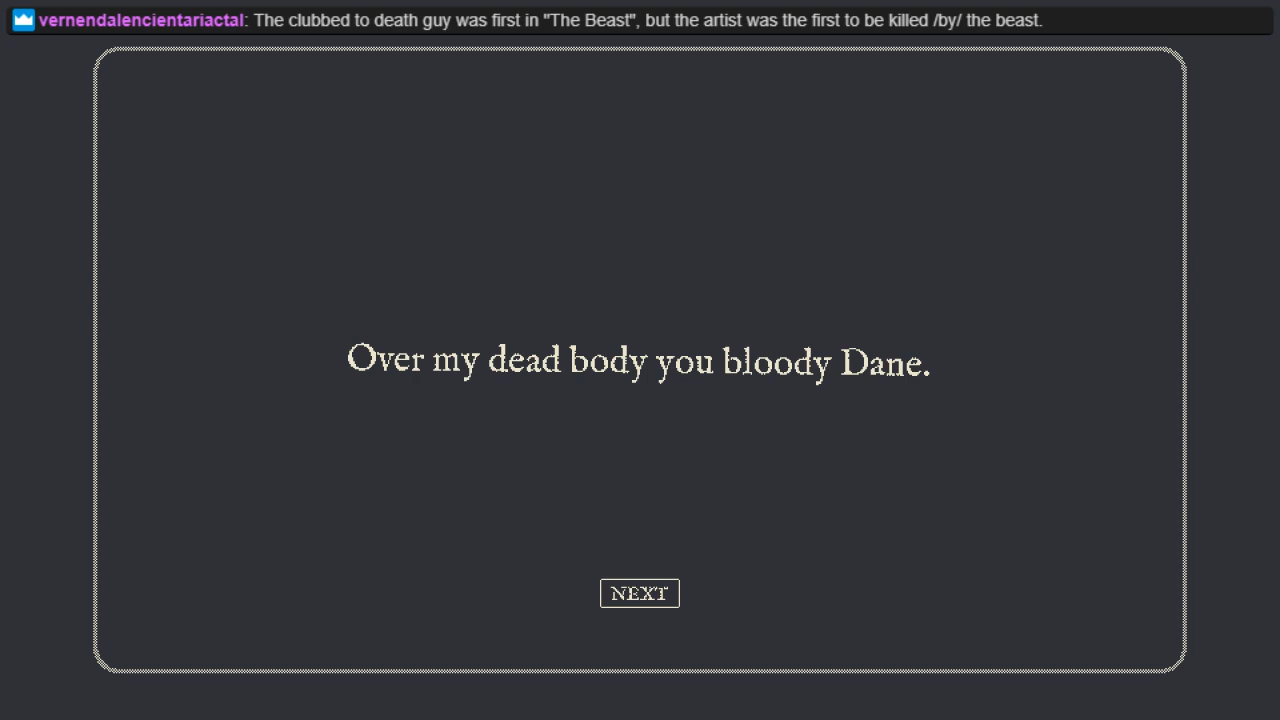 vernendalencientariactal: The clubbed to death guy was first in "The Beast", but the artist was the first to be killed /by/ the beast.
Over my dead body you bloody Dane.
NEXT